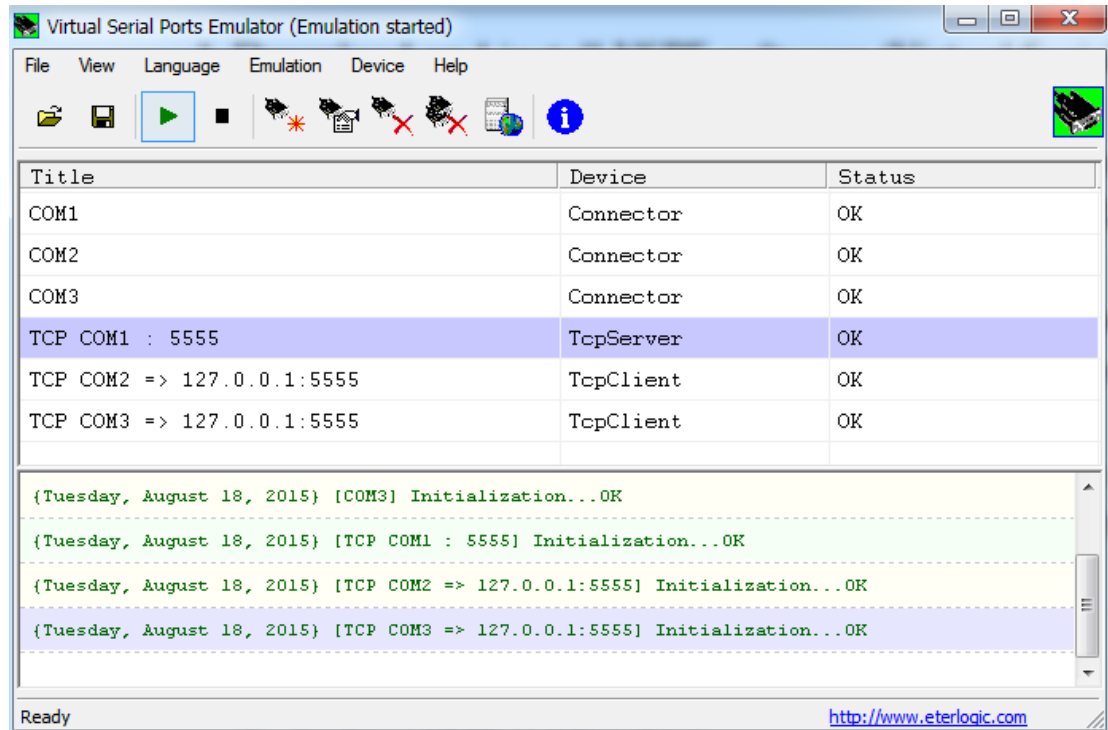 Virtual Serial Ports Emulator (Emulation started)
File View Language Emulation Device Help
Title Device Status
COM1 Connector OK
COM2 Connector OK
COM3 Connector OK
TCP COM1 : 5555 TcpServer OK
TCP COM2 => 127.0.0.1:5555 TcpClient OK
TCP COM3 => 127.0.0.1:5555 TcpClient OK
{Tuesday, August 18, 2015} [COM3] Initialization...OK
{Tuesday, August 18, 2015} [TCP COM1 : 5555] Initialization...OK
{Tuesday, August 18, 2015} [TCP COM2 => 127.0.0.1:5555] Initialization...OK
{Tuesday, August 18, 2015} [TCP COM3 => 127.0.0.1:5555] Initialization...OK
Ready http://www.eterlogic.com